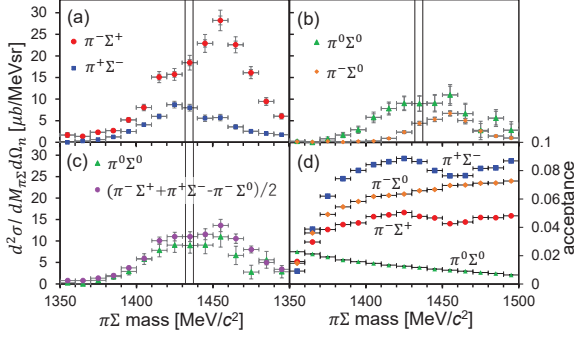 (a)
π⁻Σ⁺
π⁺Σ⁻
30
25
20
15
10
5
0
(b)
π⁰Σ⁰
π⁻Σ⁰
0.1
(c)
π⁰Σ⁰
(π⁻Σ⁺+π⁺Σ⁻-π⁻Σ⁰)/2
30
25
20
15
10
5
0
(d)
π⁺Σ⁻
π⁻Σ⁰
π⁻Σ⁺
π⁰Σ⁰
0.08
0.06
0.04
0.02
0
d²σ/dM_πΣdΩₙ [μb/MeVsr]
acceptance
1350 1400 1450 1350 1400 1450 1500
πΣ mass [MeV/c²] πΣ mass [MeV/c²]